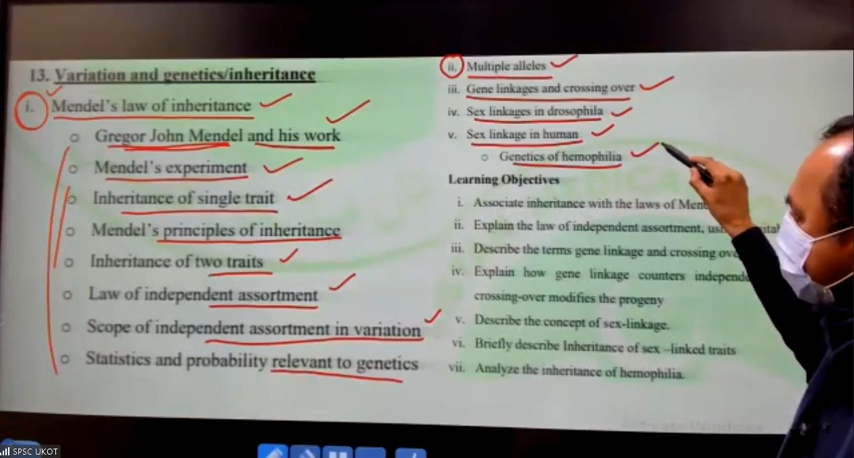 13. Variation and genetics/inheritance
i. Mendel's law of inheritance
o Gregor John Mendel and his work
o Mendel's experiment
o Inheritance of single trait
o Mendel's principles of inheritance
o Inheritance of two traits
o Law of independent assortment
o Scope of independent assortment in variation
o Statistics and probability relevant to genetics
ii. Multiple alleles
iii. Gene linkages and crossing over
iv. Sex linkages in drosophila
v. Sex linkage in human
o Genetics of hemophilia
Learning Objectives
i. Associate inheritance with the laws of
ii. Explain the law of independent assortment,
iii. Describe the terms gene linkage and crossing
iv. Explain how gene linkage counters
crossing-over modifies the progeny
v. Describe the concept of sex-linkage.
vi. Briefly describe Inheritance of sex –linked traits
vii. Analyze the inheritance of hemophilia.
SPSC UKOT